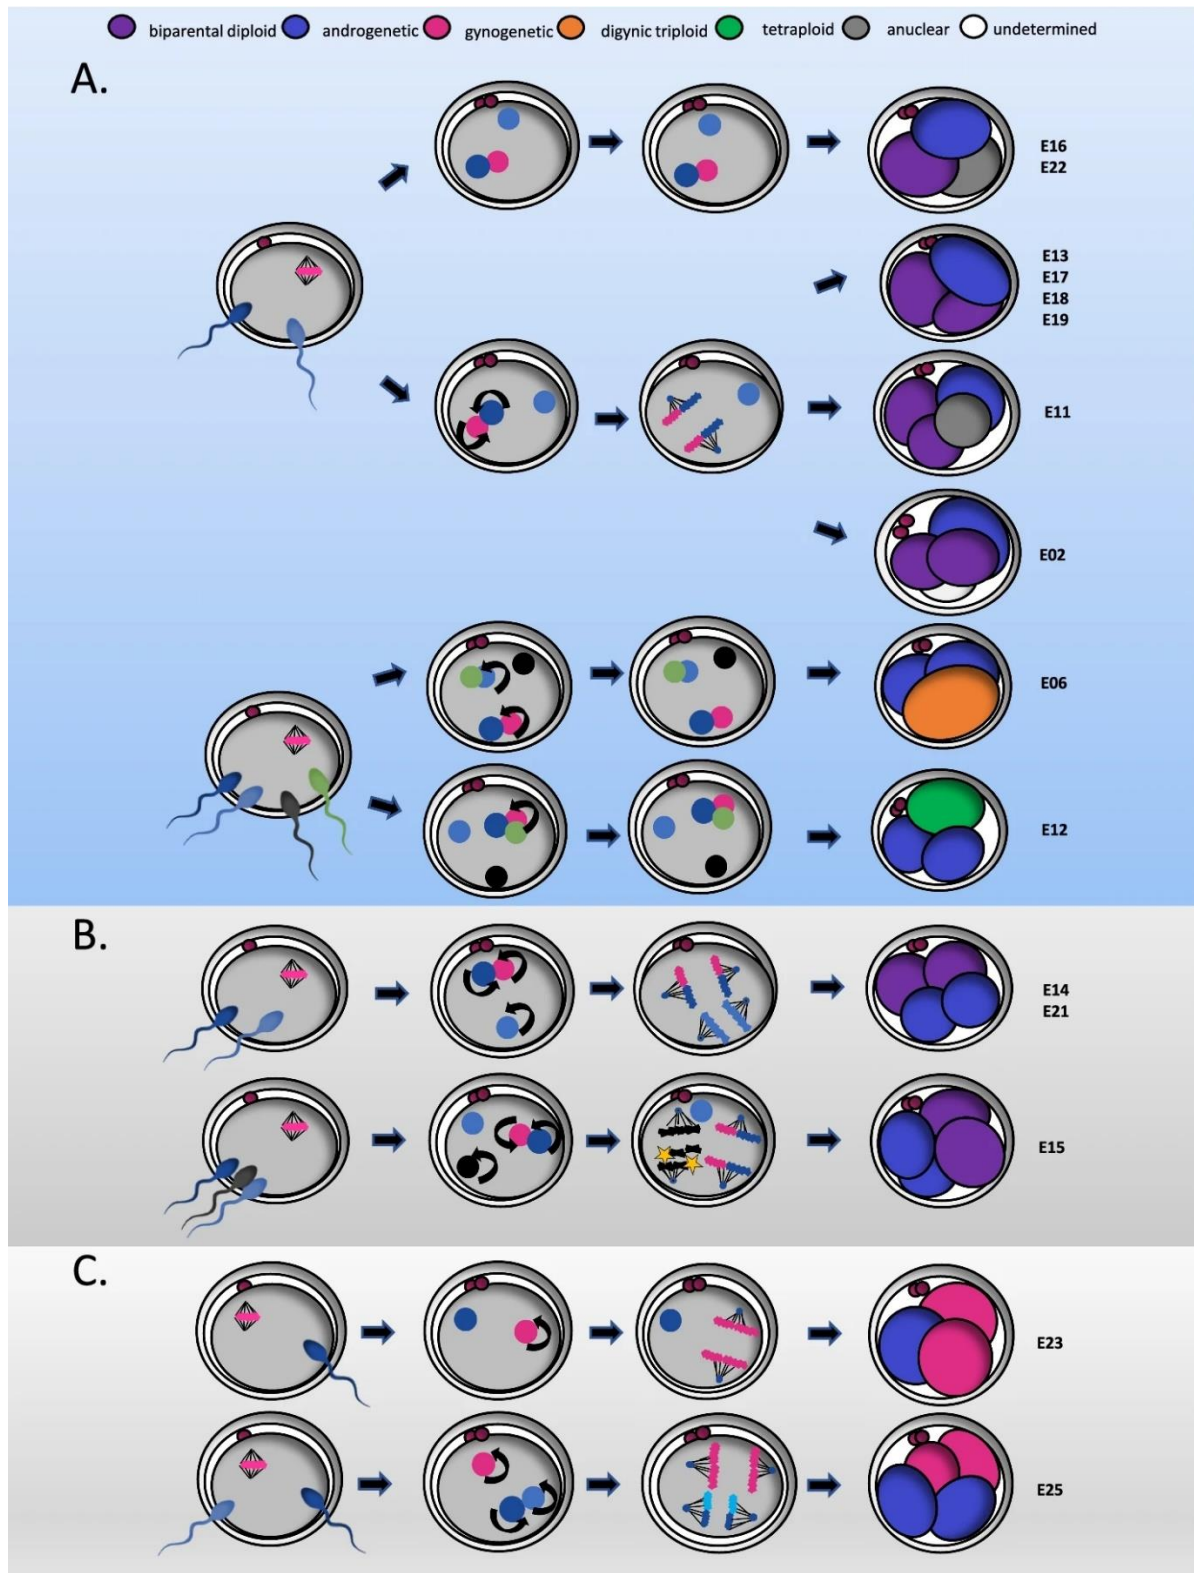 biparental diploid androgenetic gynogenetic digynic triploid tetraploid anuclear undetermined
A.
E16
E22
E13
E17
E18
E19
E11
E02
E06
E12
B.
E14
E21
E15
C.
E23
E25